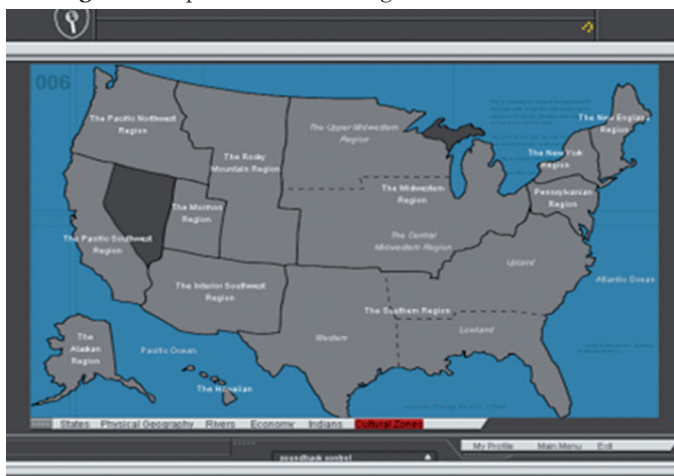 006
The Pacific Northwest
Region
The Upper Midwestern
Region
The New England
Region
The Rocky
Mountain Region
The New York
Region
The Mormon
Region
The Midwestern
Region
Pennsylvanian
Region
The Pacific Southwest
Region
The Central
Midwestern Region
Upland
Atlantic Ocean
The Interior Southwest
Region
The Southern Region
Western
Lowland
The
Alaskan
Region
Pacific Ocean
The Hawaiian
States Physical Geography Rivers Economy Indians Cultural Zones
My Profile Main Menu Exit
soundtrack control